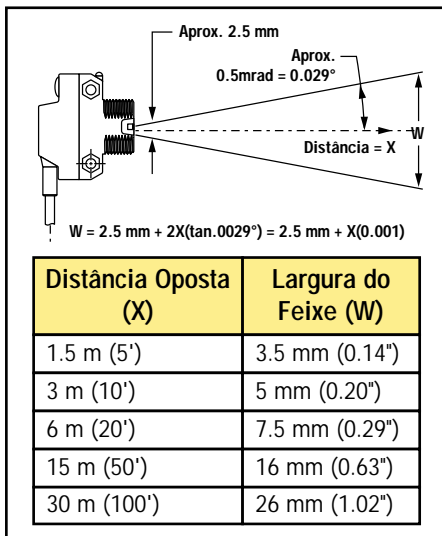 Aprox. 2.5 mm
Aprox.
0.5mrad = 0.029°
W
Distância = X
W = 2.5 mm + 2X(tan.0029°) = 2.5 mm + X(0.001)
Distância Oposta (X) Largura do Feixe (W)
1.5 m (5') 3.5 mm (0.14")
3 m (10') 5 mm (0.20")
6 m (20') 7.5 mm (0.29")
15 m (50') 16 mm (0.63")
30 m (100') 26 mm (1.02")